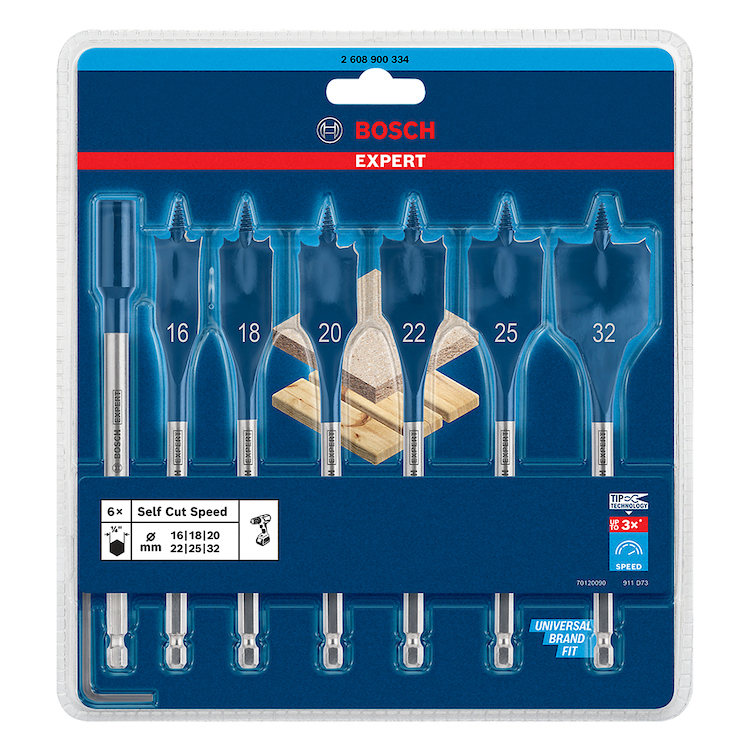 2 608 900 334
BOSCH
EXPERT
16
18
20
22
25
32
BOSCH EXPERT
EXPERT
EXPERT
EXPERT
EXPERT
EXPERT
EXPERT
6× Self Cut Speed
¼"
Ø mm
16|18|20
22|25|32
TIP
TECHNOLOGY
UP TO 3×*
SPEED
70120090 911 D73
UNIVERSAL
BRAND
FIT